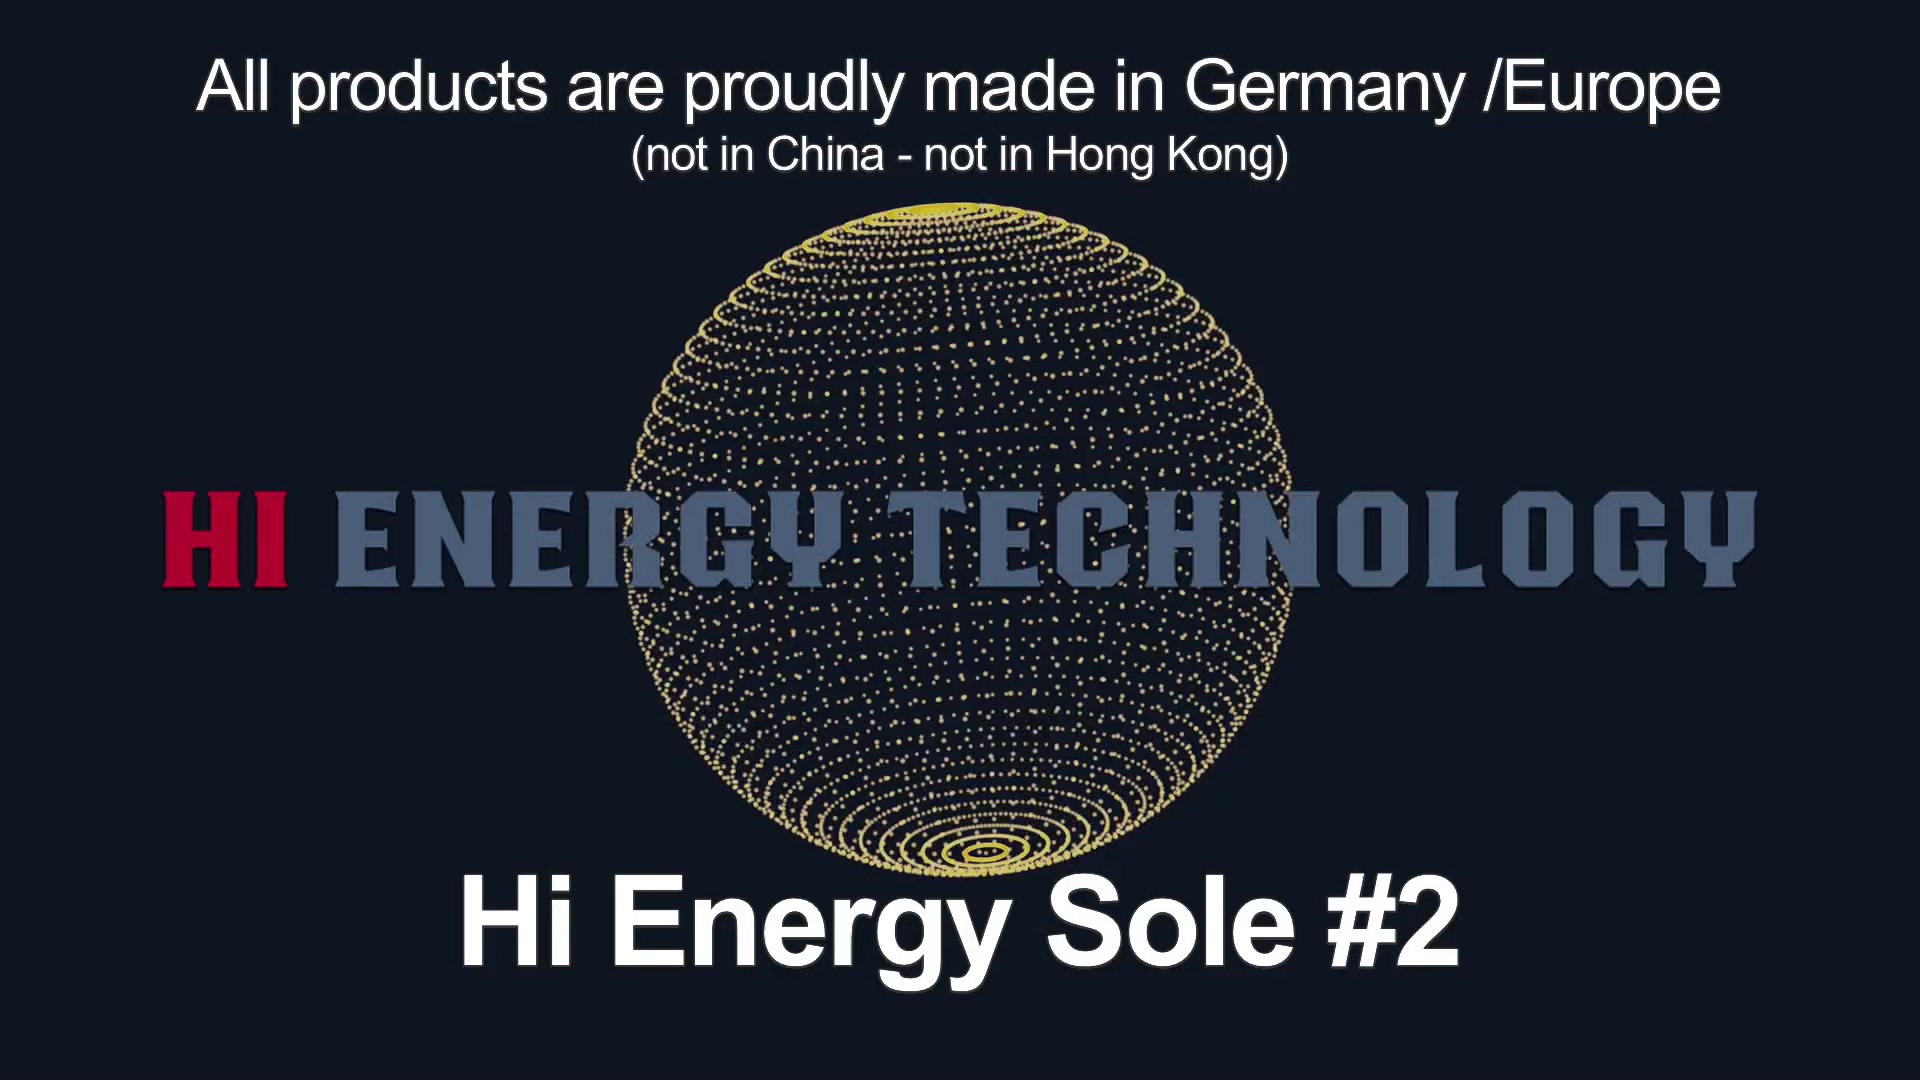 All products are proudly made in Germany /Europe
(not in China - not in Hong Kong)
HI ENERGY TECHNOLOGY
Hi Energy Sole #2